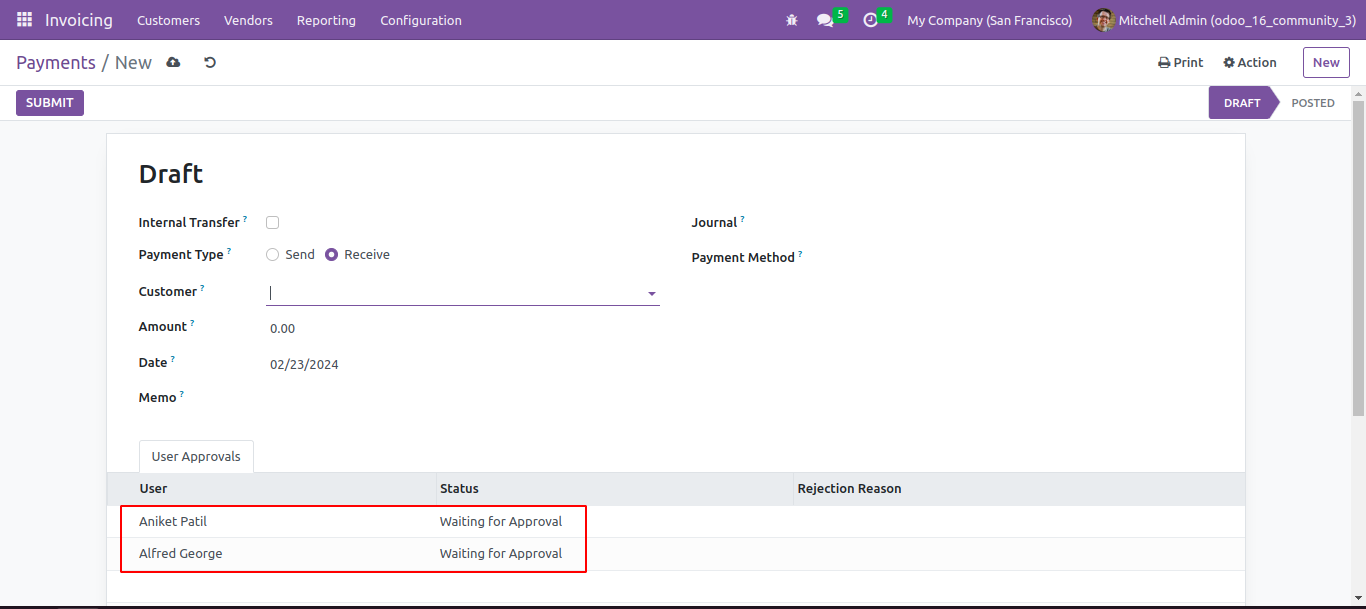 Invoicing Customers Vendors Reporting Configuration 5 4 My Company (San Francisco) Mitchell Admin (odoo_16_community_3)
Payments / New Print Action New
SUBMIT DRAFT POSTED
Draft
Internal Transfer ? Journal ?
Payment Type ? Send Receive Payment Method ?
Customer ?
Amount ? 0.00
Date ? 02/23/2024
Memo ?
User Approvals
User Status Rejection Reason
Aniket Patil Waiting for Approval
Alfred George Waiting for Approval